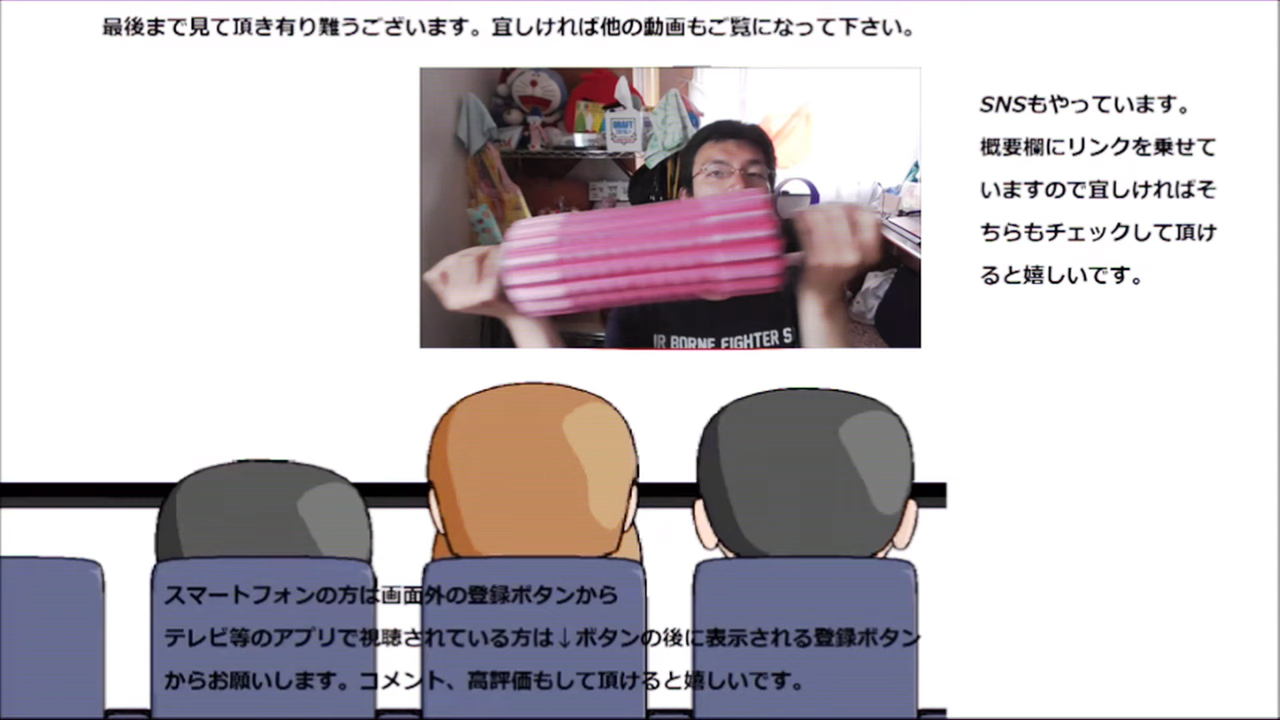 最後まで見て頂き有り難うございます。宜しければ他の動画もご覧になって下さい。
SNSもやっています。
概要欄にリンクを乗せて
いますので宜しければそ
ちらもチェックして頂け
ると嬉しいです。
DRAFT
IR BORNE FIGHTER S
スマートフォンの方は画面外の登録ボタンから
テレビ等のアプリで視聴されている方は↓ボタンの後に表示される登録ボタン
からお願いします。コメント、高評価もして頂けると嬉しいです。